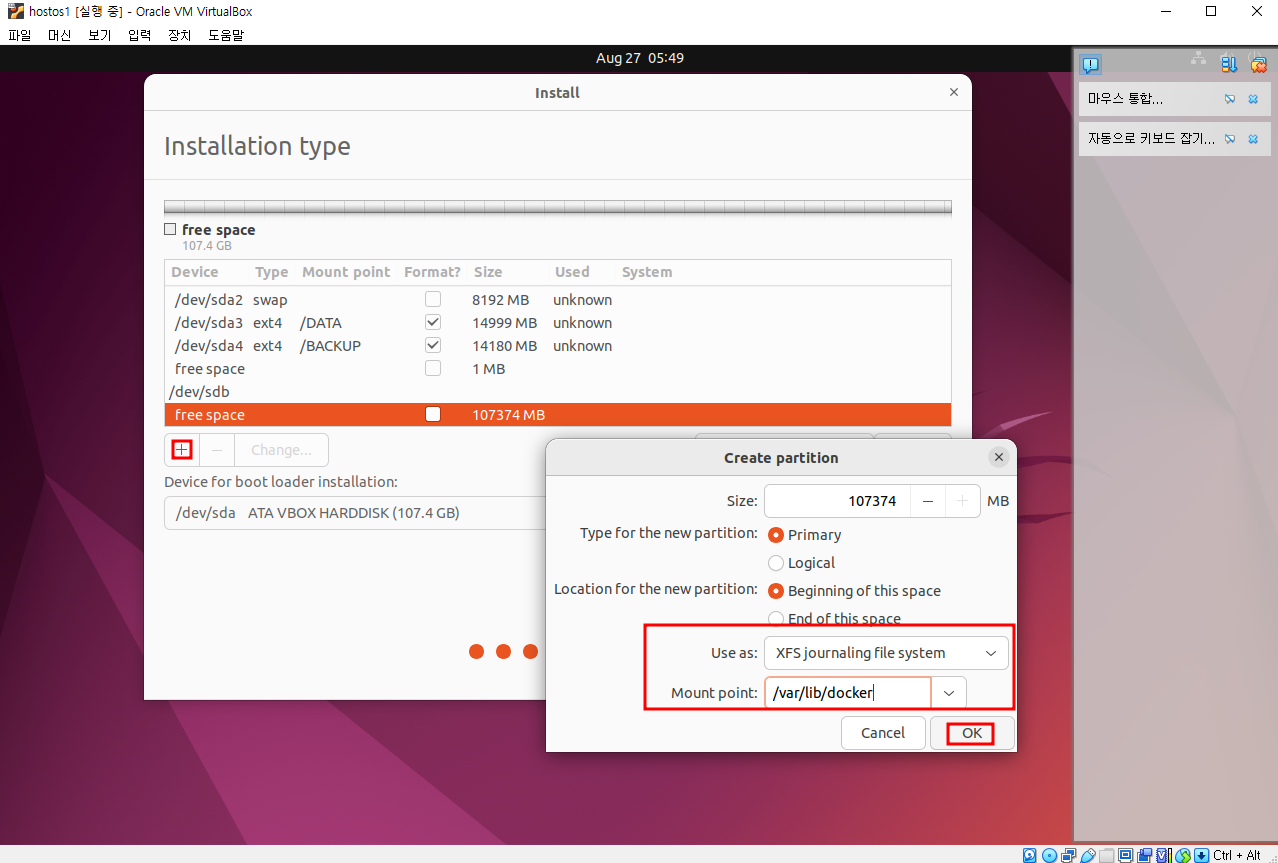 hostos1 [실행 중] - Oracle VM VirtualBox
파일 머신 보기 입력 장치 도움말
Aug 27 05:49
마우스 통합...
자동으로 키보드 잡기...
Install
Installation type
free space
107.4 GB
Device Type Mount point Format? Size Used System
/dev/sda2 swap 8192 MB unknown
/dev/sda3 ext4 /DATA 14999 MB unknown
/dev/sda4 ext4 /BACKUP 14180 MB unknown
free space 1 MB
/dev/sdb
free space 107374 MB
+ − Change...
Device for boot loader installation:
/dev/sda ATA VBOX HARDDISK (107.4 GB)
Create partition
Size: 107374 − + MB
Type for the new partition: Primary
Logical
Location for the new partition: Beginning of this space
End of this space
Use as: XFS journaling file system
Mount point: /var/lib/docker
Cancel OK
Ctrl + Alt